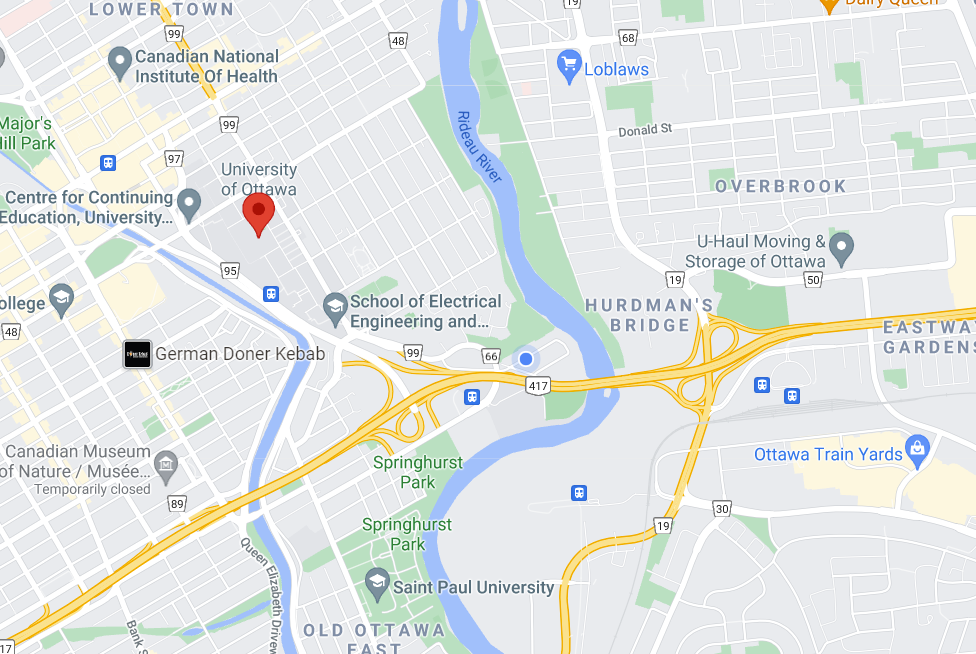 LOWER TOWN
99
19
Dairy Queen
48
68
Canadian National
Institute Of Health
Loblaws
Major's
Hill Park
99
97
Rideau River
Donald St
University
of Ottawa
OVERBROOK
Centre for Continuing
Education, University...
U-Haul Moving &
Storage of Ottawa
95
19
50
ollege
School of Electrical
Engineering and...
HURDMAN'S
BRIDGE
48
EASTWA
GARDENS
German Doner Kebab
99
66
417
Canadian Museum
of Nature / Musée...
Temporarily closed
Springhurst
Park
Ottawa Train Yards
89
30
19
Springhurst
Park
Queen Elizabeth Drivew
Saint Paul University
Bank S
OLD OTTAWA
EAST
17